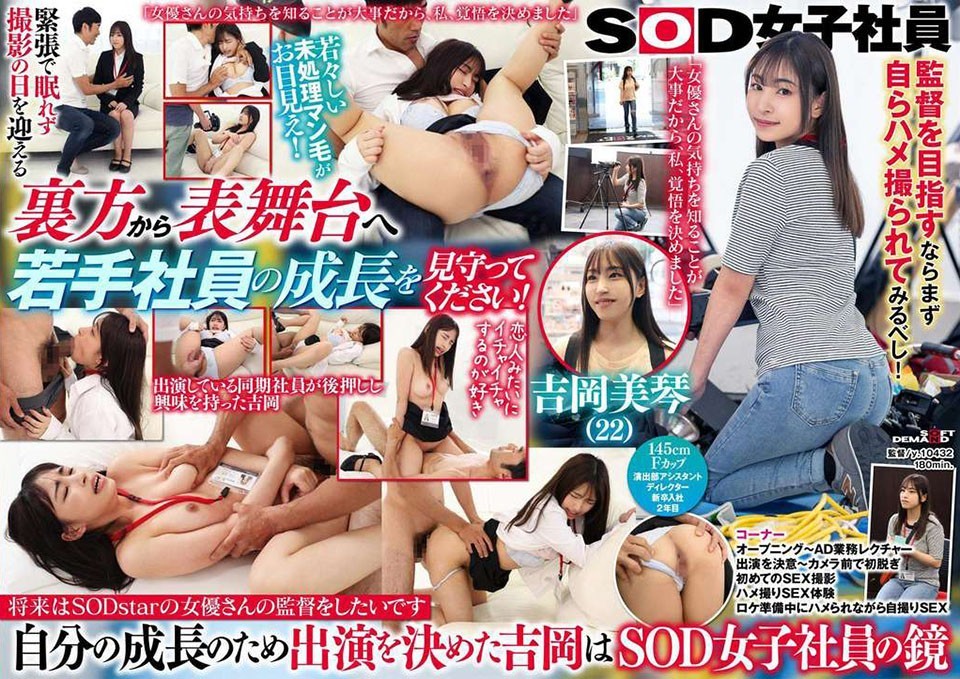 「女優さんの気持ちを知ることが大事だから、私、覚悟を決めました」
SOD女子社員
緊張で眠れず
撮影の日を迎える
若々しい
未処理マン毛が
お目見え!
「女優さんの気持ちを知ることが
大事だから、私、覚悟を決めました」
監督を目指すならまず
自らハメ撮られてみるべし!
裏方から表舞台へ
若手社員の成長を
見守って
ください!
出演している同期社員が後押しし
興味を持った吉岡
恋人みたいに
イチャイチャ
するのが好き
吉岡美琴
(22)
145cm
Fカップ
演出部アシスタント
ディレクター
新卒入社
2年目
SOFT
DEMAND
監督/y.10432
180min.
コーナー
オープニング~AD業務レクチャー
出演を決意~カメラ前で初脱ぎ
初めてのSEX撮影
ハメ撮りSEX体験
ロケ準備中にハメられながら自撮りSEX
将来はSODstarの女優さんの監督をしたいです
自分の成長のため出演を決めた吉岡はSOD女子社員の鏡